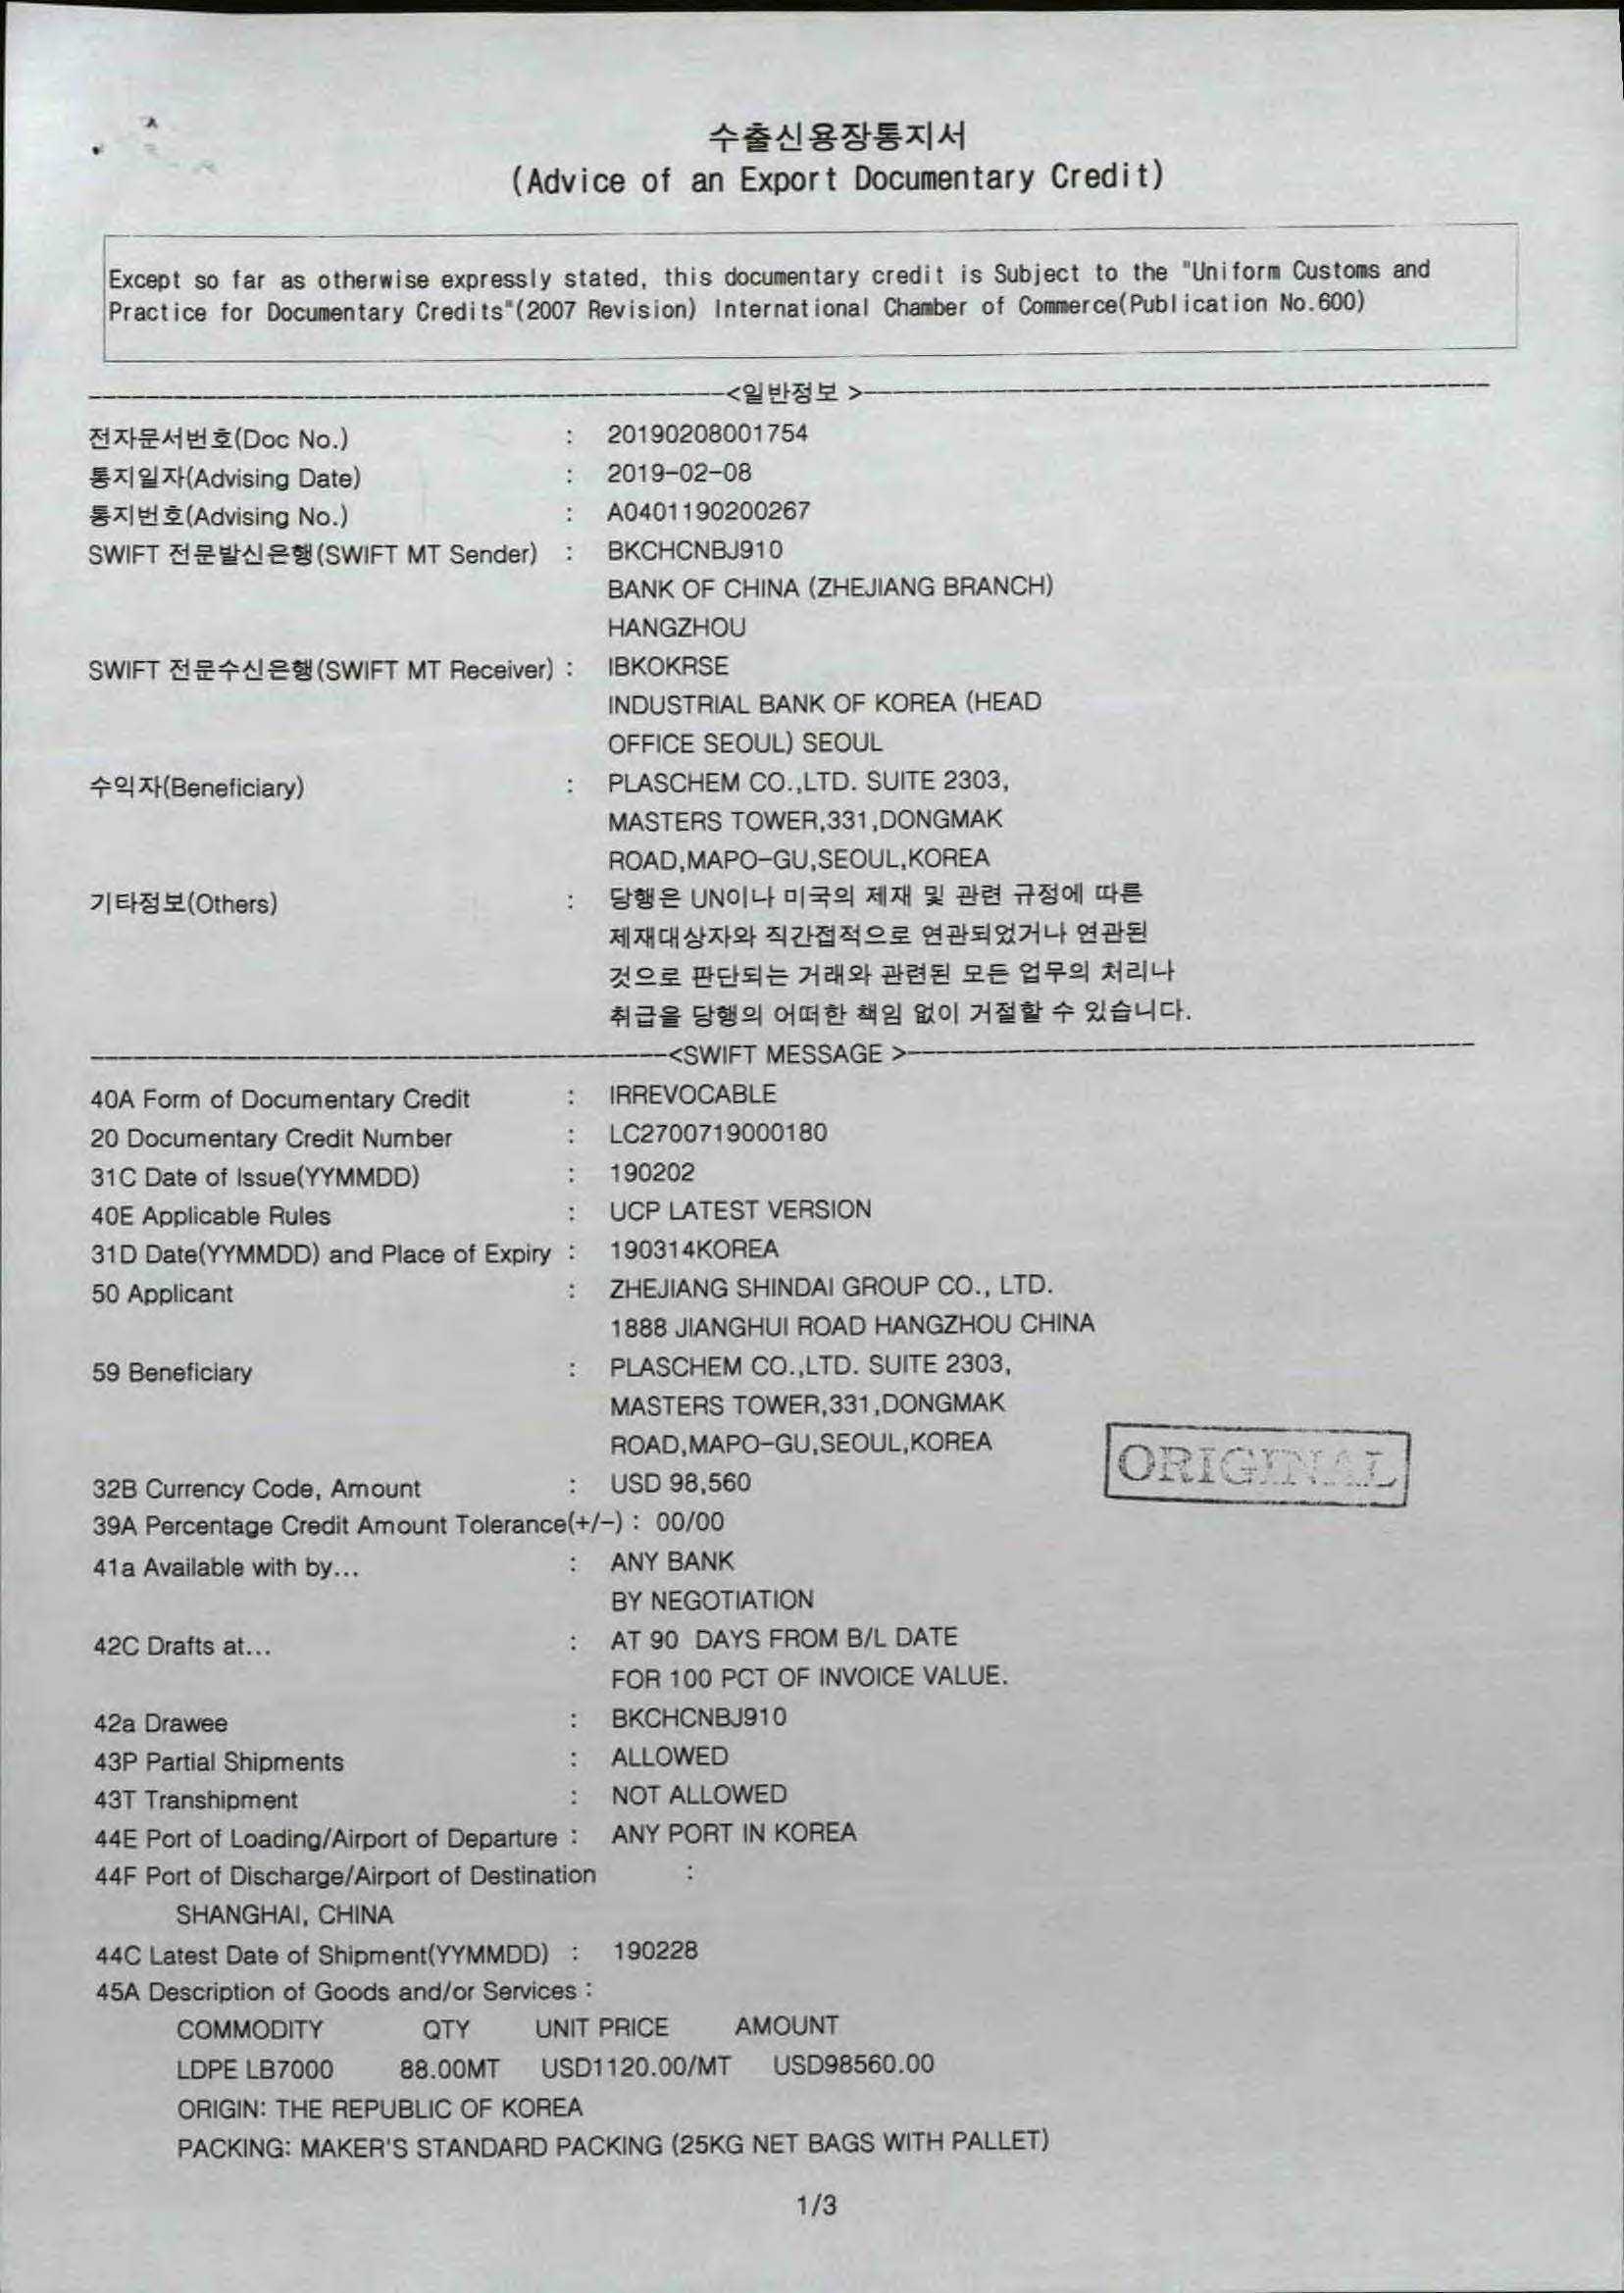 수출신용장통지서
(Advice of an Export Documentary Credit)
Except so far as otherwise expressly stated, this documentary credit is Subject to the "Uniform Customs and
Practice for Documentary Credits"(2007 Revision) International Chamber of Commerce(Publication No.600)
<일반정보 >
전자문서번호(Doc No.) : 20190208001754
통지일자(Advising Date) : 2019-02-08
통지번호(Advising No.) : A0401190200267
SWIFT 전문발신은행(SWIFT MT Sender) : BKCHCNBJ910
BANK OF CHINA (ZHEJIANG BRANCH)
HANGZHOU
SWIFT 전문수신은행(SWIFT MT Receiver) : IBKOKRSE
INDUSTRIAL BANK OF KOREA (HEAD
OFFICE SEOUL) SEOUL
수익자(Beneficiary) : PLASCHEM CO.,LTD. SUITE 2303,
MASTERS TOWER,331,DONGMAK
ROAD,MAPO-GU,SEOUL,KOREA
기타정보(Others) : 당행은 UN이나 미국의 제재 및 관련 규정에 따른
제재대상자와 직간접적으로 연관되었거나 연관된
것으로 판단되는 거래와 관련된 모든 업무의 처리나
취급을 당행의 어떠한 책임 없이 거절할 수 있습니다.
<SWIFT MESSAGE >
40A Form of Documentary Credit : IRREVOCABLE
20 Documentary Credit Number : LC2700719000180
31C Date of Issue(YYMMDD) : 190202
40E Applicable Rules : UCP LATEST VERSION
31D Date(YYMMDD) and Place of Expiry : 190314KOREA
50 Applicant : ZHEJIANG SHINDAI GROUP CO., LTD.
1888 JIANGHUI ROAD HANGZHOU CHINA
59 Beneficiary : PLASCHEM CO.,LTD. SUITE 2303,
MASTERS TOWER,331,DONGMAK
ROAD,MAPO-GU,SEOUL,KOREA
ORIGINAL
32B Currency Code, Amount : USD 98,560
39A Percentage Credit Amount Tolerance(+/-) : 00/00
41a Available with by... : ANY BANK
BY NEGOTIATION
42C Drafts at... : AT 90 DAYS FROM B/L DATE
FOR 100 PCT OF INVOICE VALUE.
42a Drawee : BKCHCNBJ910
43P Partial Shipments : ALLOWED
43T Transhipment : NOT ALLOWED
44E Port of Loading/Airport of Departure : ANY PORT IN KOREA
44F Port of Discharge/Airport of Destination :
SHANGHAI, CHINA
44C Latest Date of Shipment(YYMMDD) : 190228
45A Description of Goods and/or Services :
COMMODITY QTY UNIT PRICE AMOUNT
LDPE LB7000 88.00MT USD1120.00/MT USD98560.00
ORIGIN: THE REPUBLIC OF KOREA
PACKING: MAKER'S STANDARD PACKING (25KG NET BAGS WITH PALLET)
1/3